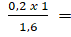 0,2 x 1
1,6 =